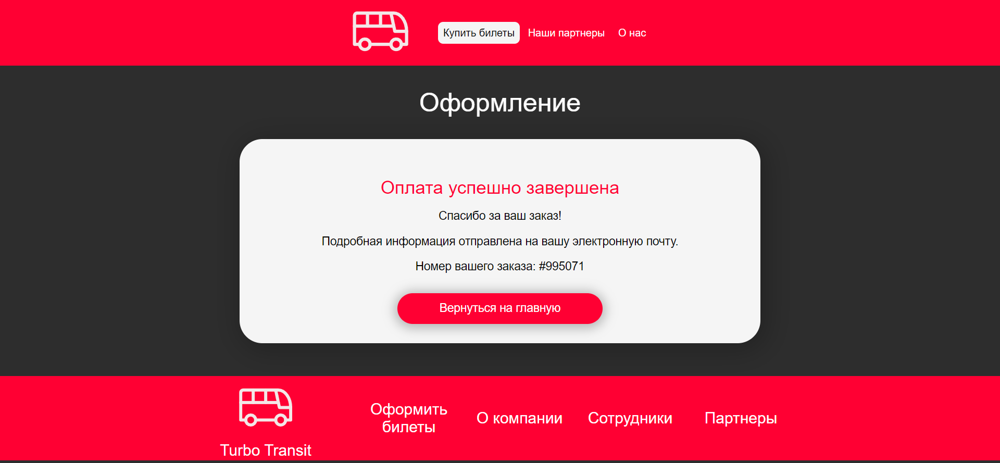 Купить билеты
Наши партнеры
О нас
Оформление
Оплата успешно завершена
Спасибо за ваш заказ!
Подробная информация отправлена на вашу электронную почту.
Номер вашего заказа: #995071
Вернуться на главную
Turbo Transit
Оформить
билеты
О компании
Сотрудники
Партнеры